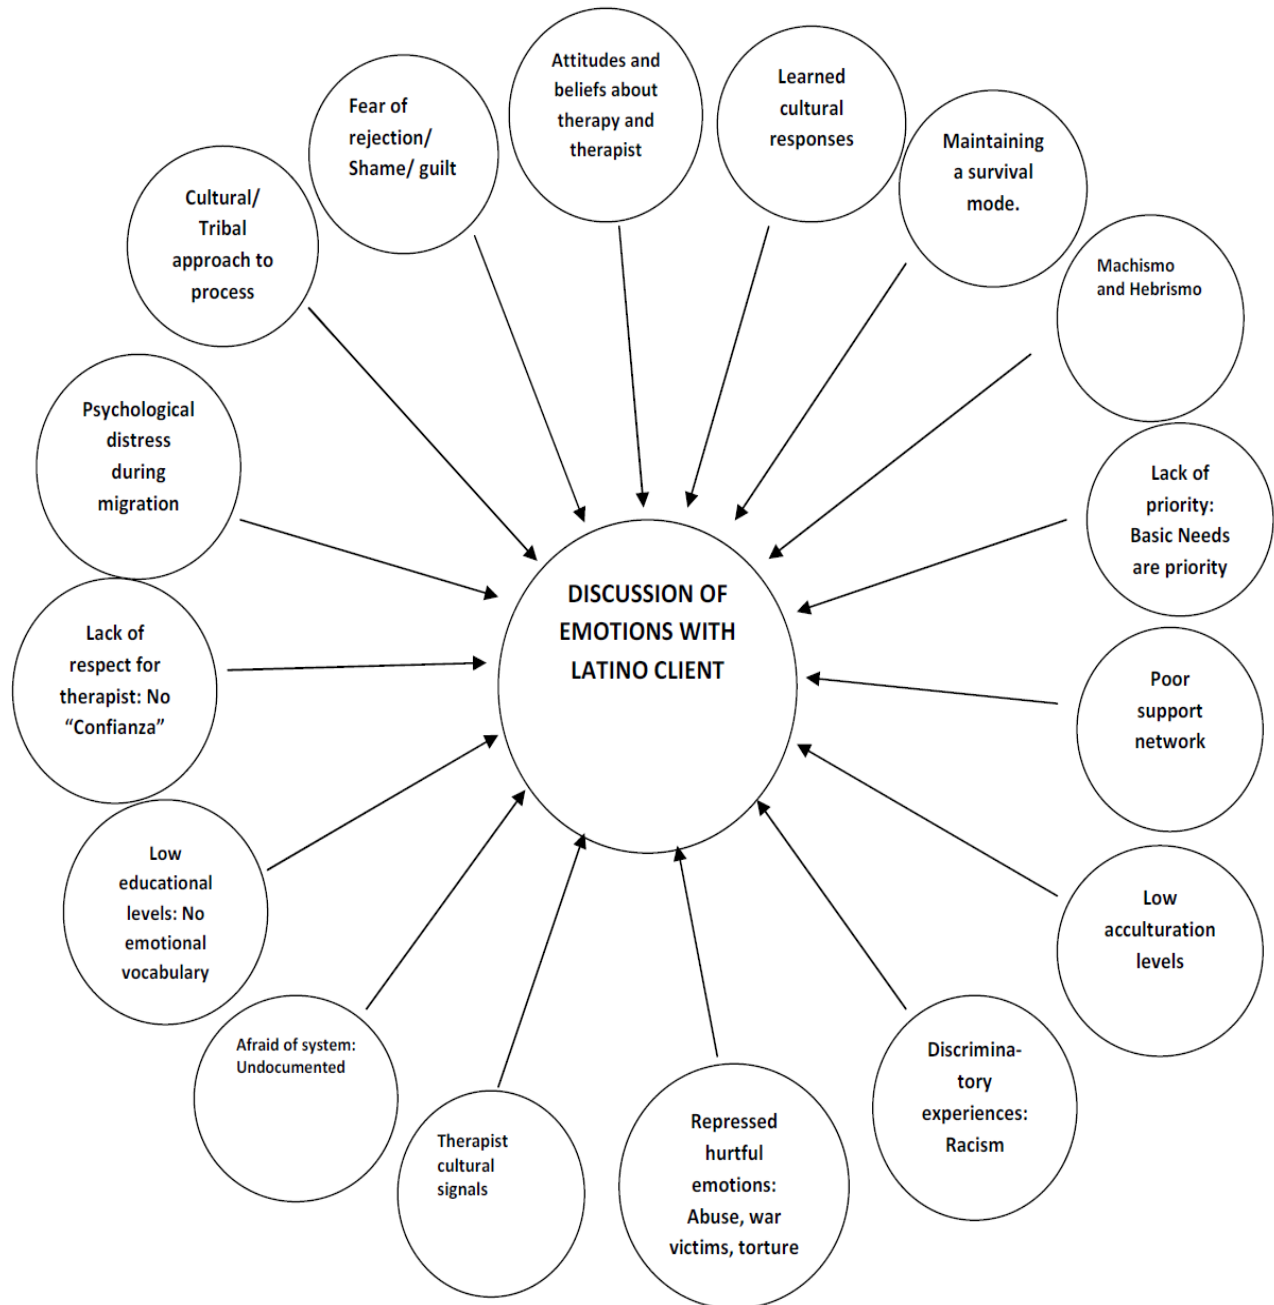 Attitudes and
beliefs about
therapy and
therapist
Learned
cultural
responses
Fear of
rejection/
Shame/ guilt
Maintaining
a survival
mode.
Cultural/
Tribal
approach to
process
Machismo
and Hebrismo
Psychological
distress
during
migration
Lack of
priority:
Basic Needs
are priority
DISCUSSION OF
EMOTIONS WITH
LATINO CLIENT
Lack of
respect for
therapist: No
“Confianza”
Poor
support
network
Low
educational
levels: No
emotional
vocabulary
Low
acculturation
levels
Afraid of system:
Undocumented
Therapist
cultural
signals
Repressed
hurtful
emotions:
Abuse, war
victims, torture
Discrimina-
tory
experiences:
Racism